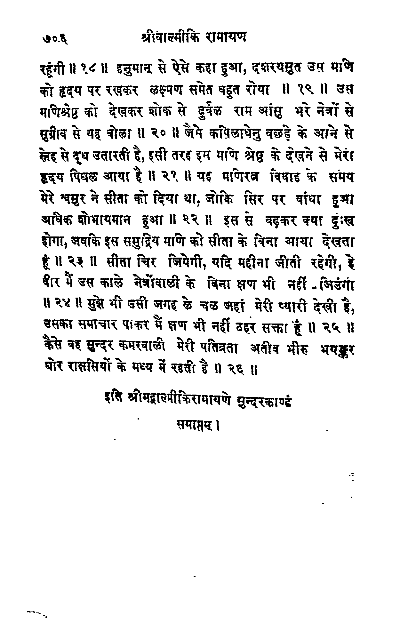 ७०६ श्रीवाल्मीकि रामायण
रहूंगी ॥ १८ ॥ हनुमान् से ऐसे कहा हुआ, दशरथसुत उस मणि
को हृदय पर रखकर लक्ष्मण समेत बहुत रोया ॥ १९ ॥ उस
मणिश्रेष्ठ को देखकर शोक से दुर्बल राम आंसु भरे नेत्रों से
सुग्रीव से यह बोला ॥ २० ॥ जैसे कपिलाधेनु बछड़े के आने से
स्नेह से दूध उतारती है, इसी तरह इस मणि श्रेष्ठ के देखने से मेरा
हृदय पिघल आया है ॥ २१ ॥ यह मणिरत्न विवाह के समय
मेरे श्वसुर ने सीता को दिया था, जोकि सिर पर बांधा हुआ
अधिक शोभायमान हुआ ॥ २२ ॥ इस से बढ़कर क्या दुःख
होगा, जबकि इस समुद्रिय मणि को सीता के बिना आया देखता
हूं ॥ २३ ॥ सीता चिर जियेगी, यदि महीना जीती रहेगी, हे
वीर मैं उस काले नेत्रोंवाली के बिना क्षण भी नहीं जिउंगा
॥ २४ ॥ मुझे भी उसी जगह ले चल जहां मेरी प्यारी देखी है,
उसका समाचार पाकर मैं क्षण भी नहीं ठहर सक्ता हूं ॥ २५ ॥
कैसे वह सुन्दर कमरवाली मेरी पतिव्रता अतीव भीरु भयङ्कर
घोर राक्षसियों के मध्य में रहती है ॥ २६ ॥
इति श्रीमद्वाल्मीकिरामायणे सुन्दरकाण्डं
समाप्तम् ।